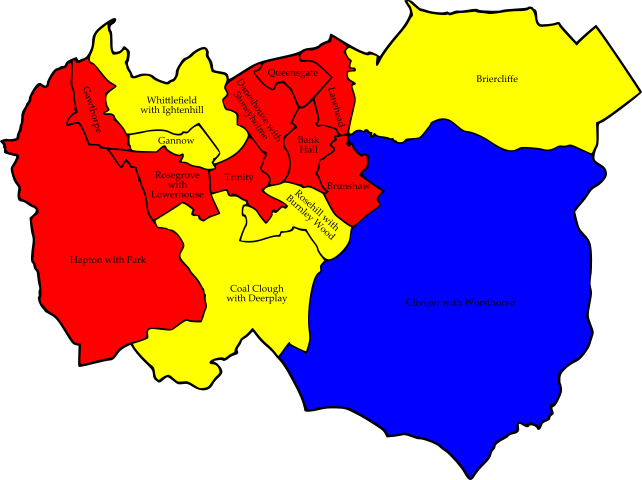 Briercliffe
Queensgate
Lanehead
Daneshouse with
Stoneyholme
Gawthorpe
Whittlefield
with Ightenhill
Gannow
Bank
Hall
Rosegrove
with
Lowerhouse
Trinity
Brunshaw
Rosehill with
Burnley Wood
Hapton with Park
Coal Clough
with Deerplay
Cliviger with Worsthorne